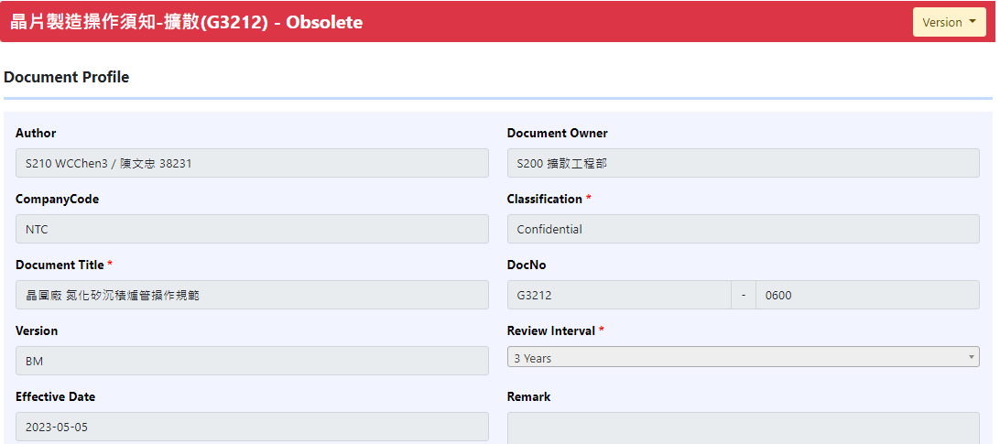 晶片製造操作須知-擴散(G3212) - Obsolete
Version
Document Profile
Author
Document Owner
S210 WCChen3 / 陳文忠 38231
S200 擴散工程部
CompanyCode
Classification *
NTC
Confidential
Document Title *
DocNo
晶圓廠 氮化矽沉積爐管操作規範
G3212 - 0600
Version
Review Interval *
BM
3 Years
Effective Date
Remark
2023-05-05